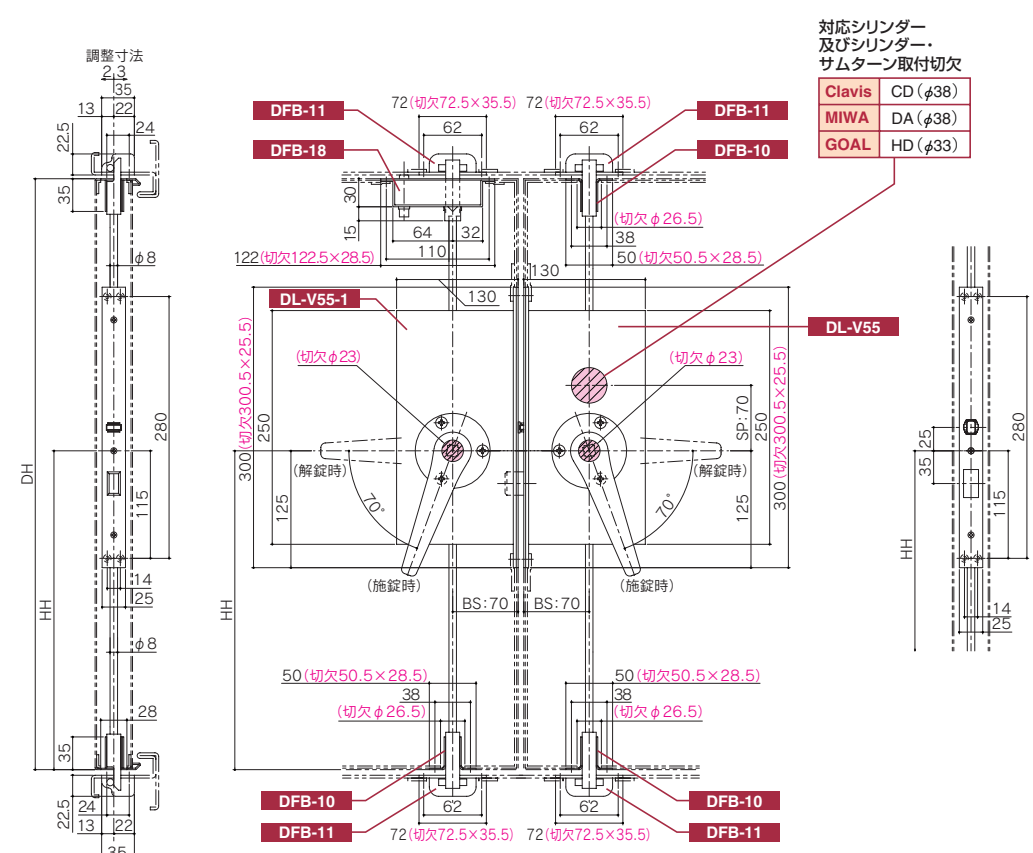 対応シリンダー
及びシリンダー・
サムターン取付切欠
Clavis CD(φ38)
MIWA DA(φ38)
GOAL HD(φ33)
調整寸法
2,3
35
13 22
24
22.5
35
φ8
280
DH
115
HH
14
25
φ8
28
35
22.5
24
13 22
35
DFB-11
72(切欠72.5×35.5) 72(切欠72.5×35.5)
DFB-11
62 62
DFB-18
DFB-10
30
15
64 32
110
122(切欠122.5×28.5)
(切欠φ26.5)
38
50(切欠50.5×28.5)
130
130
DL-V55-1
DL-V55
(切欠φ23)
(切欠φ23)
300(切欠300.5×25.5)
250
125
SP:70
250
300(切欠300.5×25.5)
125
(解錠時)
(解錠時)
70°
70°
(施錠時)
(施錠時)
BS:70 BS:70
HH
50(切欠50.5×28.5) 50(切欠50.5×28.5)
38 38
(切欠φ26.5) (切欠φ26.5)
DFB-10
DFB-10
DFB-11
DFB-11
62 62
72(切欠72.5×35.5) 72(切欠72.5×35.5)
25
35
280
115
HH
14
25